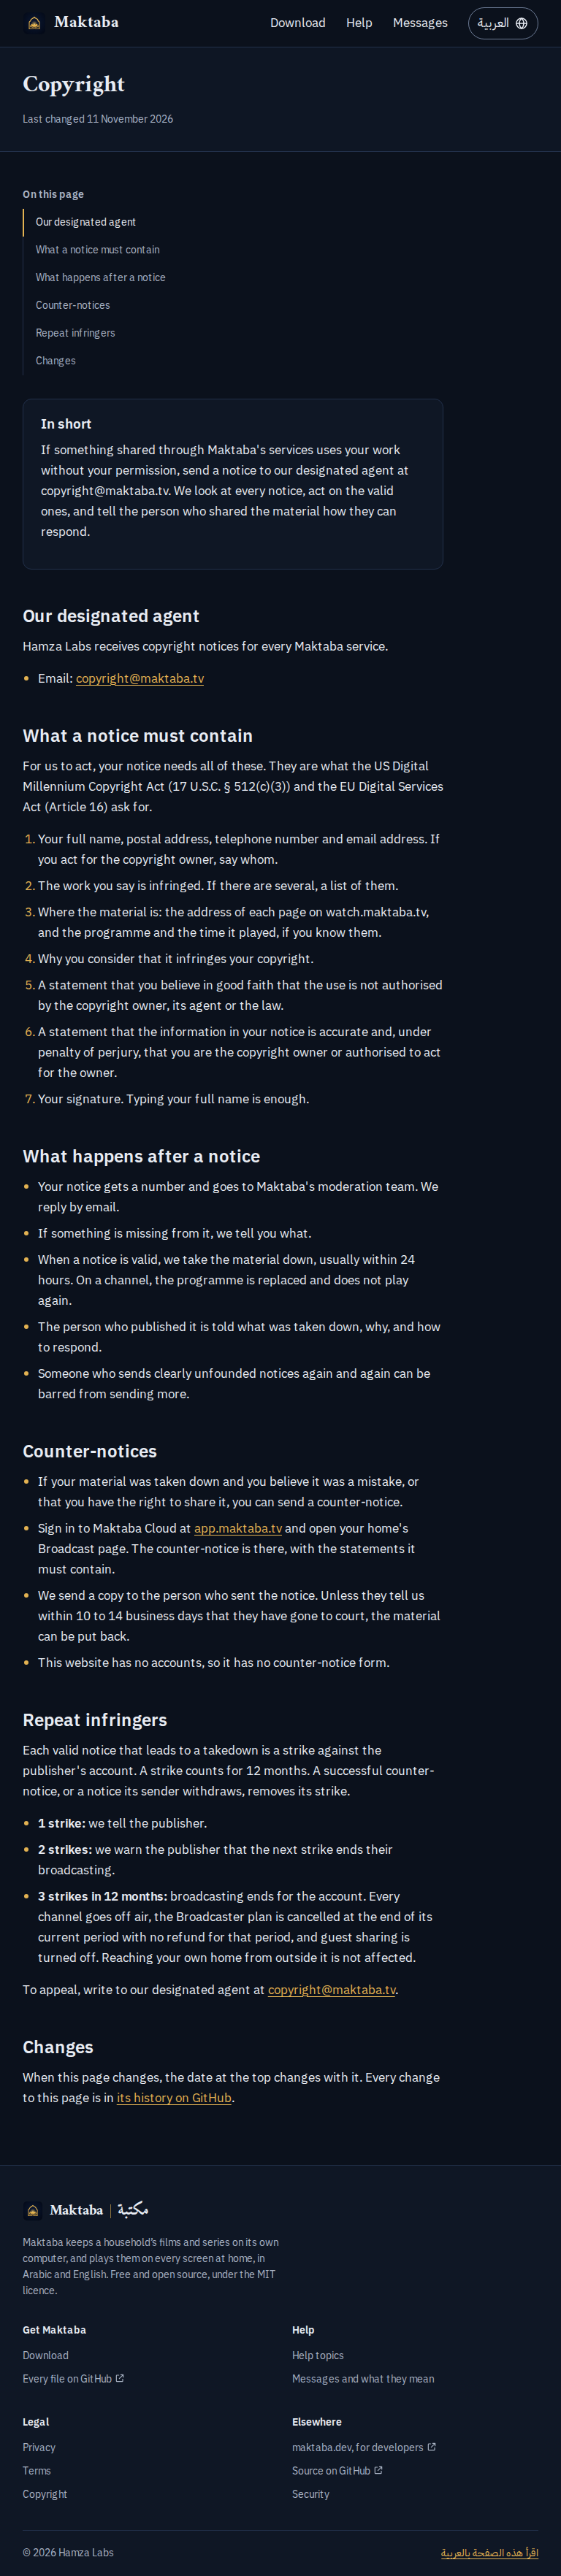 Maktaba
Download
Help
Messages
العربية
Copyright
Last changed 11 November 2026
On this page
Our designated agent
What a notice must contain
What happens after a notice
Counter-notices
Repeat infringers
Changes
In short
If something shared through Maktaba's services uses your work
without your permission, send a notice to our designated agent at
copyright@maktaba.tv. We look at every notice, act on the valid
ones, and tell the person who shared the material how they can
respond.
Our designated agent
Hamza Labs receives copyright notices for every Maktaba service.
• Email: copyright@maktaba.tv
What a notice must contain
For us to act, your notice needs all of these. They are what the US Digital
Millennium Copyright Act (17 U.S.C. § 512(c)(3)) and the EU Digital Services
Act (Article 16) ask for.
1. Your full name, postal address, telephone number and email address. If
you act for the copyright owner, say whom.
2. The work you say is infringed. If there are several, a list of them.
3. Where the material is: the address of each page on watch.maktaba.tv,
and the programme and the time it played, if you know them.
4. Why you consider that it infringes your copyright.
5. A statement that you believe in good faith that the use is not authorised
by the copyright owner, its agent or the law.
6. A statement that the information in your notice is accurate and, under
penalty of perjury, that you are the copyright owner or authorised to act
for the owner.
7. Your signature. Typing your full name is enough.
What happens after a notice
• Your notice gets a number and goes to Maktaba's moderation team. We
reply by email.
• If something is missing from it, we tell you what.
• When a notice is valid, we take the material down, usually within 24
hours. On a channel, the programme is replaced and does not play
again.
• The person who published it is told what was taken down, why, and how
to respond.
• Someone who sends clearly unfounded notices again and again can be
barred from sending more.
Counter-notices
• If your material was taken down and you believe it was a mistake, or
that you have the right to share it, you can send a counter-notice.
• Sign in to Maktaba Cloud at app.maktaba.tv and open your home's
Broadcast page. The counter-notice is there, with the statements it
must contain.
• We send a copy to the person who sent the notice. Unless they tell us
within 10 to 14 business days that they have gone to court, the material
can be put back.
• This website has no accounts, so it has no counter-notice form.
Repeat infringers
Each valid notice that leads to a takedown is a strike against the
publisher's account. A strike counts for 12 months. A successful counter-
notice, or a notice its sender withdraws, removes its strike.
• 1 strike: we tell the publisher.
• 2 strikes: we warn the publisher that the next strike ends their
broadcasting.
• 3 strikes in 12 months: broadcasting ends for the account. Every
channel goes off air, the Broadcaster plan is cancelled at the end of its
current period with no refund for that period, and guest sharing is
turned off. Reaching your own home from outside it is not affected.
To appeal, write to our designated agent at copyright@maktaba.tv.
Changes
When this page changes, the date at the top changes with it. Every change
to this page is in its history on GitHub.
Maktaba | مكتبة
Maktaba keeps a household's films and series on its own
computer, and plays them on every screen at home, in
Arabic and English. Free and open source, under the MIT
licence.
Get Maktaba
Download
Every file on GitHub
Help
Help topics
Messages and what they mean
Legal
Privacy
Terms
Copyright
Elsewhere
maktaba.dev, for developers
Source on GitHub
Security
© 2026 Hamza Labs
اقرأ هذه الصفحة بالعربية